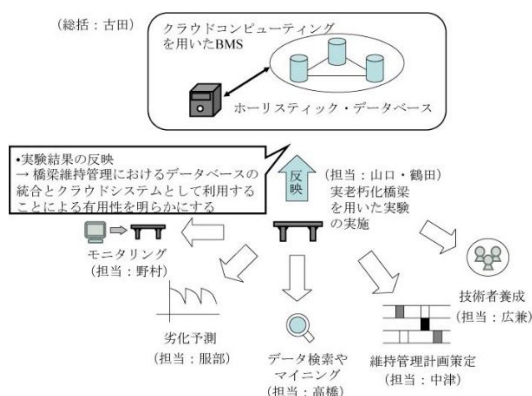 (総括：古田)
クラウドコンピューティング
を用いたBMS
ホーリスティック・データベース
•実験結果の反映
→ 橋梁維持管理におけるデータベースの
統合とクラウドシステムとして利用する
ことによる有用性を明らかにする
反映
(担当：山口・鶴田)
実老朽化橋梁
を用いた実験
の実施
モニタリング
(担当：野村)
劣化予測
(担当：服部)
データ検索や
マイニング
(担当：高橋)
維持管理計画策定
(担当：中津)
技術者養成
(担当：広兼)